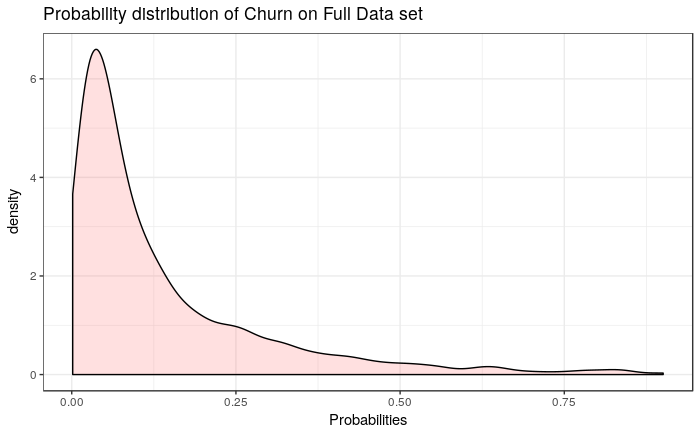 Probability distribution of Churn on Full Data set
6
4
2
0
density
0.00 0.25 0.50 0.75
Probabilities